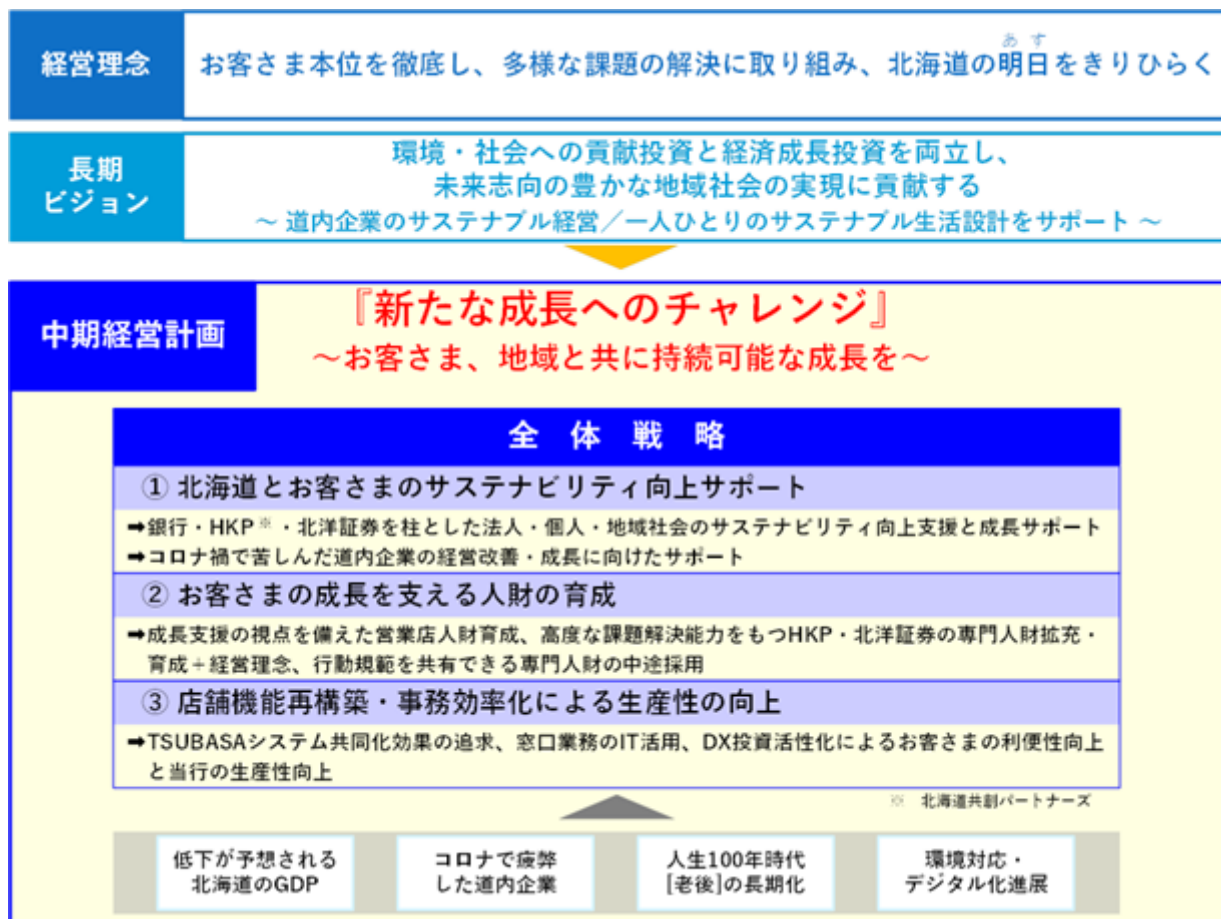 経営理念
お客さま本位を徹底し、多様な課題の解決に取り組み、北海道の明日をきりひらく
あす
長期
ビジョン
環境・社会への貢献投資と経済成長投資を両立し、
未来志向の豊かな地域社会の実現に貢献する
～ 道内企業のサステナブル経営／一人ひとりのサステナブル生活設計をサポート ～
中期経営計画
『新たな成長へのチャレンジ』
～お客さま、地域と共に持続可能な成長を～
全 体 戦 略
① 北海道とお客さまのサステナビリティ向上サポート
➡銀行・HKP※・北洋証券を柱とした法人・個人・地域社会のサステナビリティ向上支援と成長サポート
➡コロナ禍で苦しんだ道内企業の経営改善・成長に向けたサポート
② お客さまの成長を支える人財の育成
➡成長支援の視点を備えた営業店人財育成、高度な課題解決能力をもつHKP・北洋証券の専門人財拡充・
育成＋経営理念、行動規範を共有できる専門人財の中途採用
③ 店舗機能再構築・事務効率化による生産性の向上
➡TSUBASAシステム共同化効果の追求、窓口業務のIT活用、DX投資活性化によるお客さまの利便性向上
と当行の生産性向上
※ 北海道共創パートナーズ
低下が予想される
北海道のGDP
コロナで疲弊
した道内企業
人生100年時代
[老後]の長期化
環境対応・
デジタル化進展